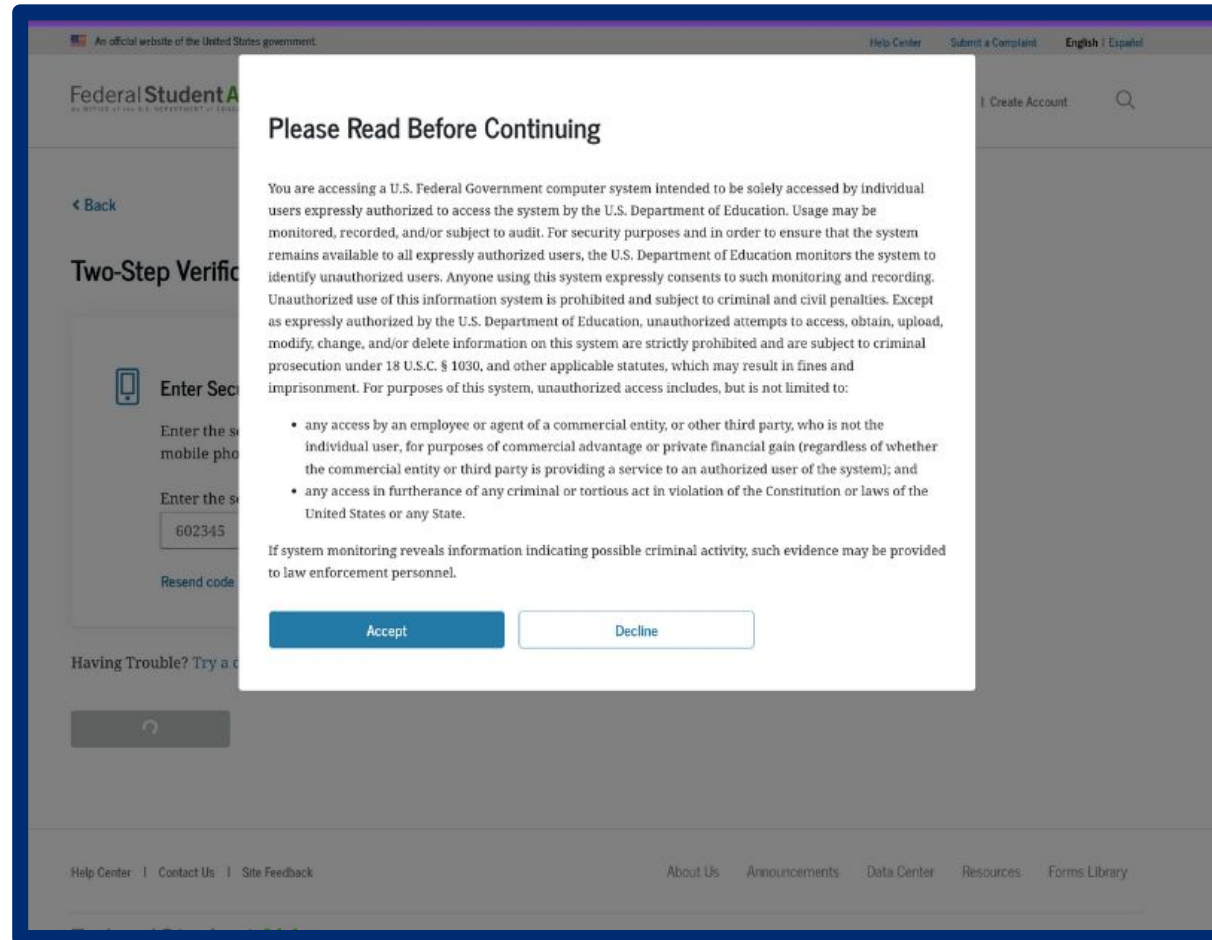 An official website of the United States government.
Help Center Submit a Complaint English | Español
Federal Student A
| Create Account
< Back
Two-Step Verific
Enter Secu
Enter the se
mobile pho
Enter the se
602345
Resend code
Having Trouble? Try a d
Please Read Before Continuing
You are accessing a U.S. Federal Government computer system intended to be solely accessed by individual
users expressly authorized to access the system by the U.S. Department of Education. Usage may be
monitored, recorded, and/or subject to audit. For security purposes and in order to ensure that the system
remains available to all expressly authorized users, the U.S. Department of Education monitors the system to
identify unauthorized users. Anyone using this system expressly consents to such monitoring and recording.
Unauthorized use of this information system is prohibited and subject to criminal and civil penalties. Except
as expressly authorized by the U.S. Department of Education, unauthorized attempts to access, obtain, upload,
modify, change, and/or delete information on this system are strictly prohibited and are subject to criminal
prosecution under 18 U.S.C. § 1030, and other applicable statutes, which may result in fines and
imprisonment. For purposes of this system, unauthorized access includes, but is not limited to:
• any access by an employee or agent of a commercial entity, or other third party, who is not the
individual user, for purposes of commercial advantage or private financial gain (regardless of whether
the commercial entity or third party is providing a service to an authorized user of the system); and
• any access in furtherance of any criminal or tortious act in violation of the Constitution or laws of the
United States or any State.
If system monitoring reveals information indicating possible criminal activity, such evidence may be provided
to law enforcement personnel.
Accept Decline
Help Center | Contact Us | Site Feedback
About Us Announcements Data Center Resources Forms Library